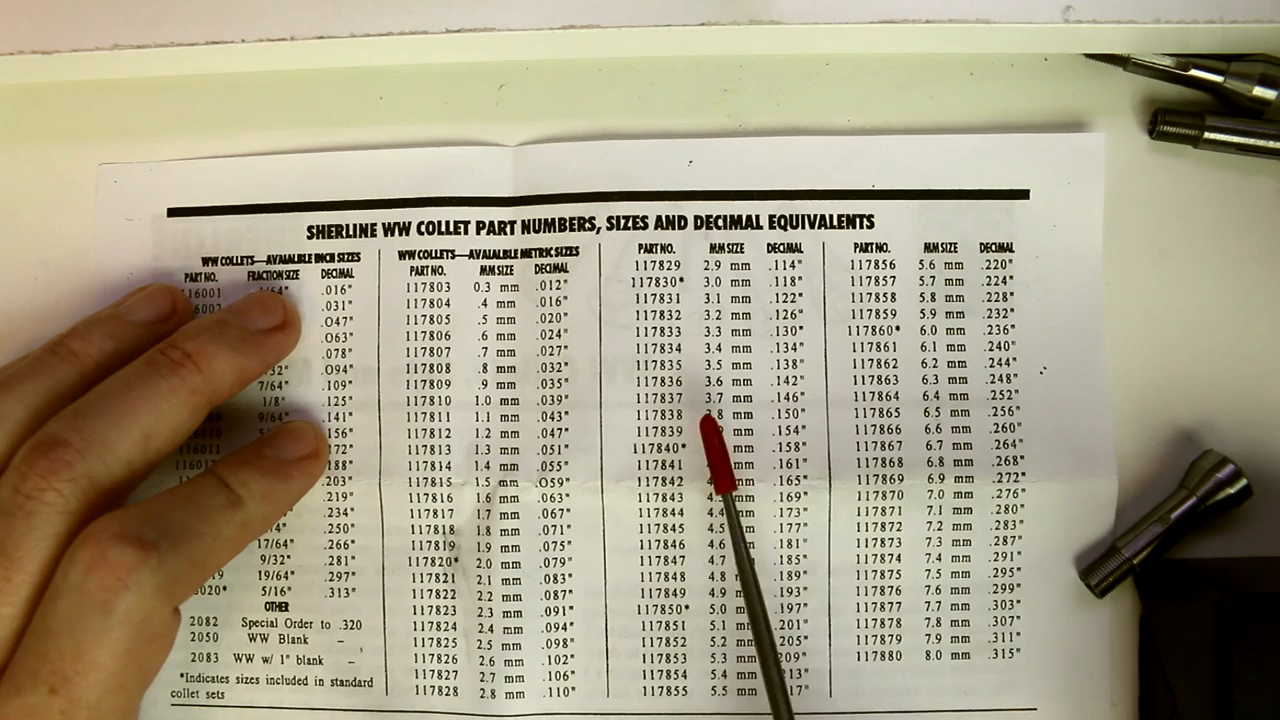 SHERLINE WW COLLET PART NUMBERS, SIZES AND DECIMAL EQUIVALENTS
WW COLLETS—AVAIALBLE INCH SIZES
PART NO. FRACTION SIZE DECIMAL
.016"
.031"
.047"
.063"
.078"
.094"
7/64" .109"
1/8" .125"
9/64" .141"
.156"
116011
.203"
.219"
.234"
.250"
17/64" .266"
9/32" .281"
19/64" .297"
5/16" .313"
OTHER
2082 Special Order to .320
2050 WW Blank –
2083 WW w/ 1" blank –
*Indicates sizes included in standard
collet sets
WW COLLETS—AVAIALBLE METRIC SIZES
PART NO. MM SIZE DECIMAL
117803 0.3 mm .012"
117804 .4 mm .016"
117805 .5 mm .020"
117806 .6 mm .024"
117807 .7 mm .027"
117808 .8 mm .032"
117809 .9 mm .035"
117810 1.0 mm .039"
117811 1.1 mm .043"
117812 1.2 mm .047"
117813 1.3 mm .051"
117814 1.4 mm .055"
117815 1.5 mm .059"
117816 1.6 mm .063"
117817 1.7 mm .067"
117818 1.8 mm .071"
117819 1.9 mm .075"
117820* 2.0 mm .079"
117821 2.1 mm .083"
117822 2.2 mm .087"
117823 2.3 mm .091"
117824 2.4 mm .094"
117825 2.5 mm .098"
117826 2.6 mm .102"
117827 2.7 mm .106"
117828 2.8 mm .110"
PART NO. MM SIZE DECIMAL
117829 2.9 mm .114"
117830* 3.0 mm .118"
117831 3.1 mm .122"
117832 3.2 mm .126"
117833 3.3 mm .130"
117834 3.4 mm .134"
117835 3.5 mm .138"
117836 3.6 mm .142"
117837 3.7 mm .146"
117838 mm .150"
117839 mm .154"
117840* mm .158"
117841 mm .161"
117842 mm .165"
117843 mm .169"
117844 4.4 mm .173"
117845 4.5 mm .177"
117846 4.6 mm .181"
117847 4.7 mm .185"
117848 4.8 .189"
117849 4.9 .193"
117850* 5.0 .197"
117851 5.1 .201"
117852 5.2
117853 5.3
117854 5.4
117855 5.5
PART NO. MM SIZE DECIMAL
117856 5.6 mm .220"
117857 5.7 mm .224"
117858 5.8 mm .228"
117859 5.9 mm .232"
117860* 6.0 mm .236"
117861 6.1 mm .240"
117862 6.2 mm .244"
117863 6.3 mm .248"
117864 6.4 mm .252"
117865 6.5 mm .256"
117866 6.6 mm .260"
117867 6.7 mm .264"
117868 6.8 mm .268"
117869 6.9 mm .272"
117870 7.0 mm .276"
117871 7.1 mm .280"
117872 7.2 mm .283"
117873 7.3 mm .287"
117874 7.4 mm .291"
117875 7.5 mm .295"
117876 7.6 mm .299"
117877 7.7 mm .303"
117878 7.8 mm .307"
117879 7.9 mm .311"
117880 8.0 mm .315"